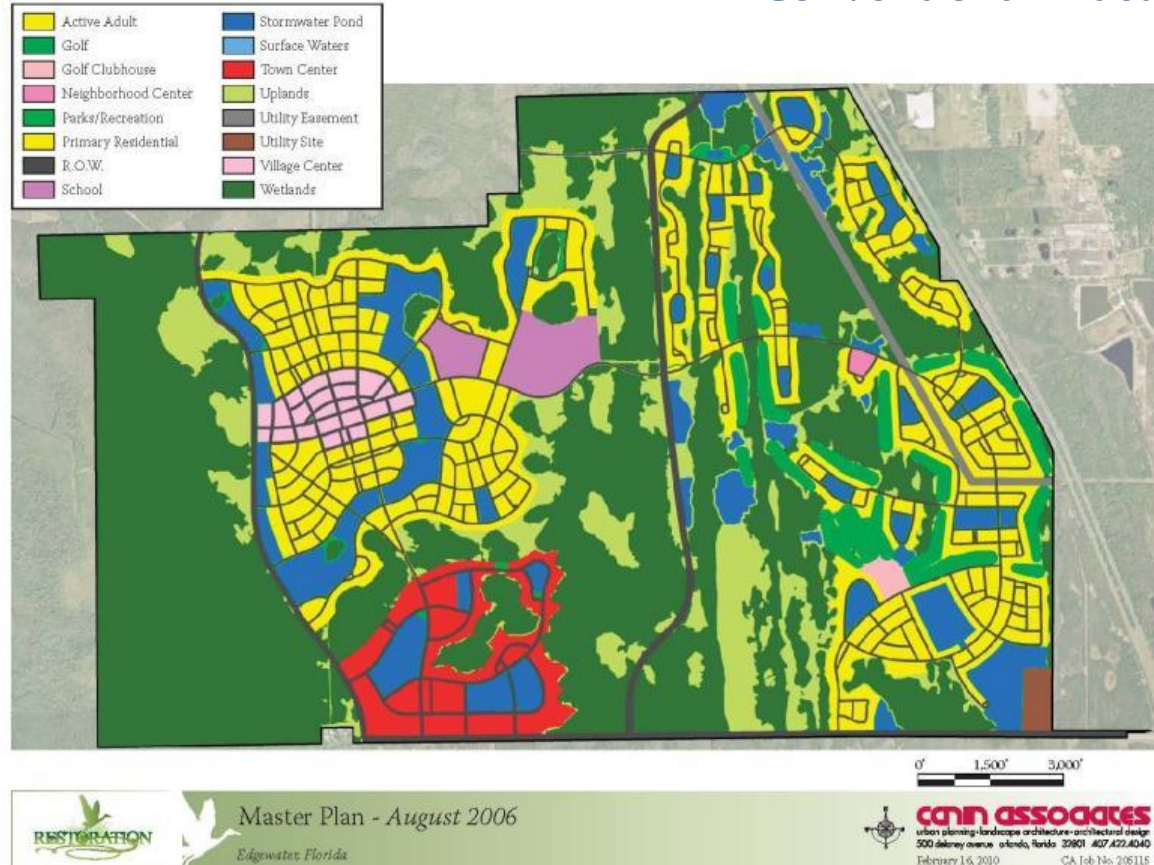 Active Adult
Golf
Golf Clubhouse
Neighborhood Center
Parks/Recreation
Primary Residential
R.O.W.
School
Stormwater Pond
Surface Waters
Town Center
Uplands
Utility Easement
Utility Site
Village Center
Wetlands
0' 1,500' 3,000'
RESTORATION
Master Plan - August 2006
Edgewater, Florida
canin associates
urban planning·landscape architecture·architectural design
500 delaney avenue orlando, florida 32801 407.422.4040
February 16, 2010 CA Job No. 205115